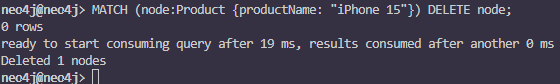 neo4j@neo4j> MATCH (node:Product {productName: "iPhone 15"}) DELETE node;
0 rows
ready to start consuming query after 19 ms, results consumed after another 0 ms
Deleted 1 nodes
neo4j@neo4j>